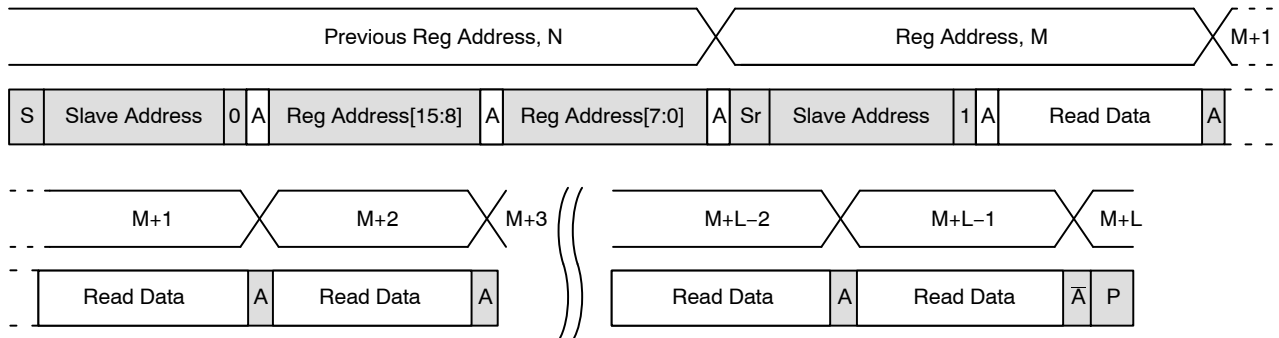 Previous Reg Address, N Reg Address, M M+1
S Slave Address 0 A Reg Address[15:8] A Reg Address[7:0] A Sr Slave Address 1 A Read Data A
M+1 M+2 M+3 M+L−2 M+L−1 M+L
Read Data A Read Data A Read Data A Read Data A̅ P